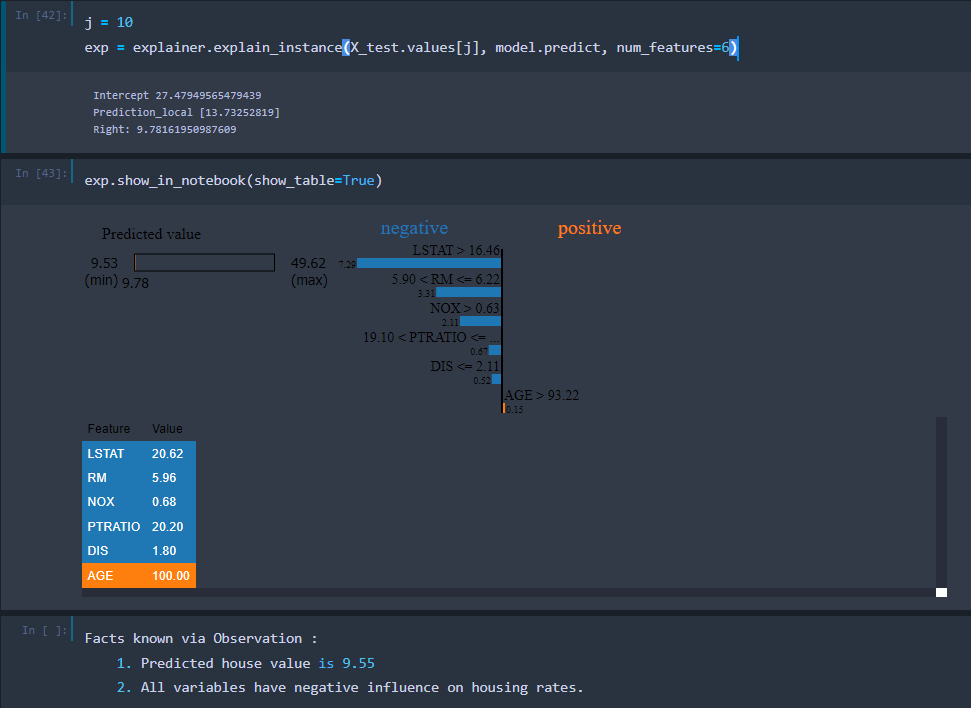 In [42]:
j = 10
exp = explainer.explain_instance(X_test.values[j], model.predict, num_features=6)
Intercept 27.47949565479439
Prediction_local [13.73252819]
Right: 9.78161950987609
In [43]:
exp.show_in_notebook(show_table=True)
Predicted value
9.53
(min)
9.78
49.62
(max)
negative
positive
LSTAT > 16.46
7.29
5.90 < RM <= 6.22
3.31
NOX > 0.63
2.11
19.10 < PTRATIO <= ...
0.67
DIS <= 2.11
0.52
AGE > 93.22
0.15
Feature Value
LSTAT 20.62
RM 5.96
NOX 0.68
PTRATIO 20.20
DIS 1.80
AGE 100.00
In [ ]:
Facts known via Observation :
1. Predicted house value is 9.55
2. All variables have negative influence on housing rates.